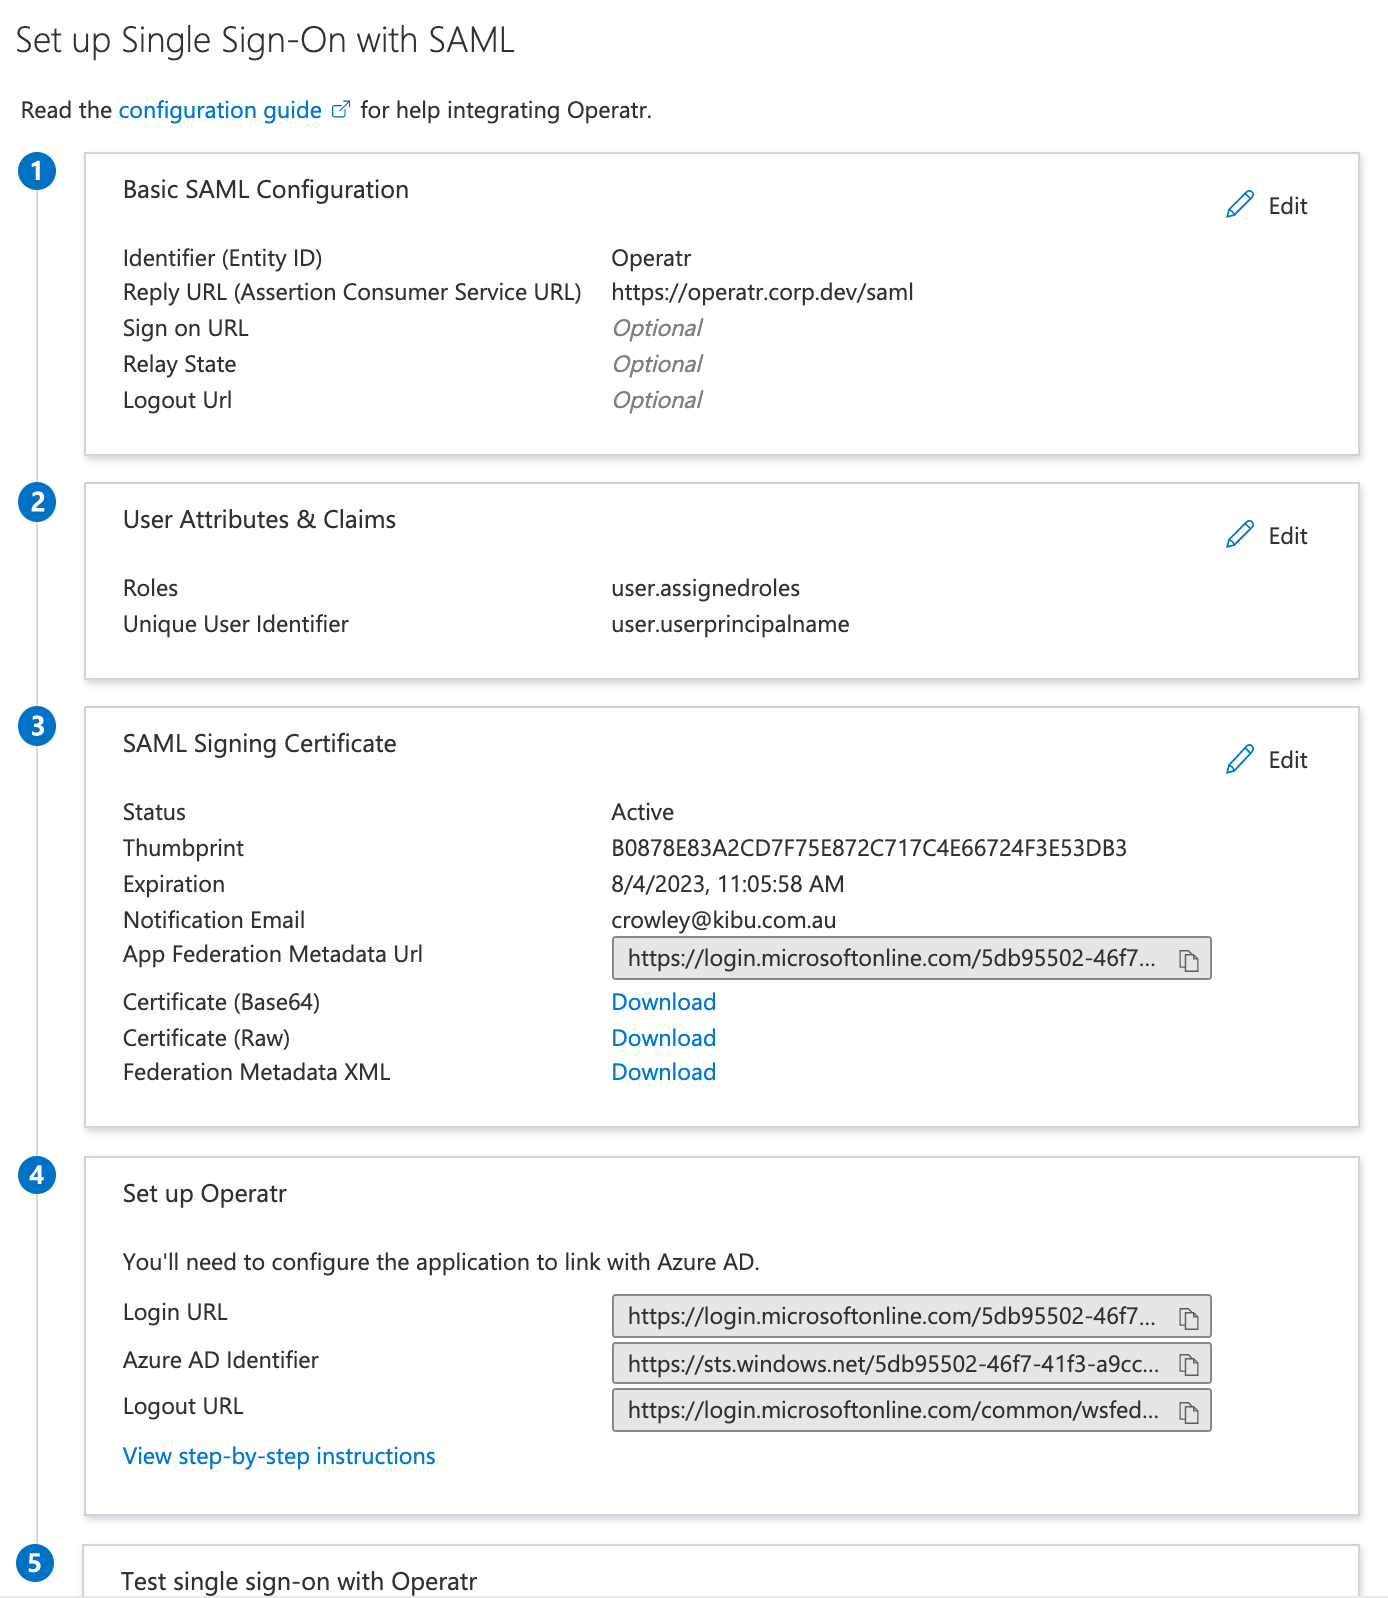 Set up Single Sign-On with SAML
Read the configuration guide for help integrating Operatr.
1
Basic SAML Configuration
Edit
Identifier (Entity ID) Operatr
Reply URL (Assertion Consumer Service URL) https://operatr.corp.dev/saml
Sign on URL Optional
Relay State Optional
Logout Url Optional
2
User Attributes & Claims
Edit
Roles user.assignedroles
Unique User Identifier user.userprincipalname
3
SAML Signing Certificate
Edit
Status Active
Thumbprint B0878E83A2CD7F75E872C717C4E66724F3E53DB3
Expiration 8/4/2023, 11:05:58 AM
Notification Email crowley@kibu.com.au
App Federation Metadata Url https://login.microsoftonline.com/5db95502-46f7...
Certificate (Base64) Download
Certificate (Raw) Download
Federation Metadata XML Download
4
Set up Operatr
You'll need to configure the application to link with Azure AD.
Login URL https://login.microsoftonline.com/5db95502-46f7...
Azure AD Identifier https://sts.windows.net/5db95502-46f7-41f3-a9cc...
Logout URL https://login.microsoftonline.com/common/wsfed...
View step-by-step instructions
5
Test single sign-on with Operatr